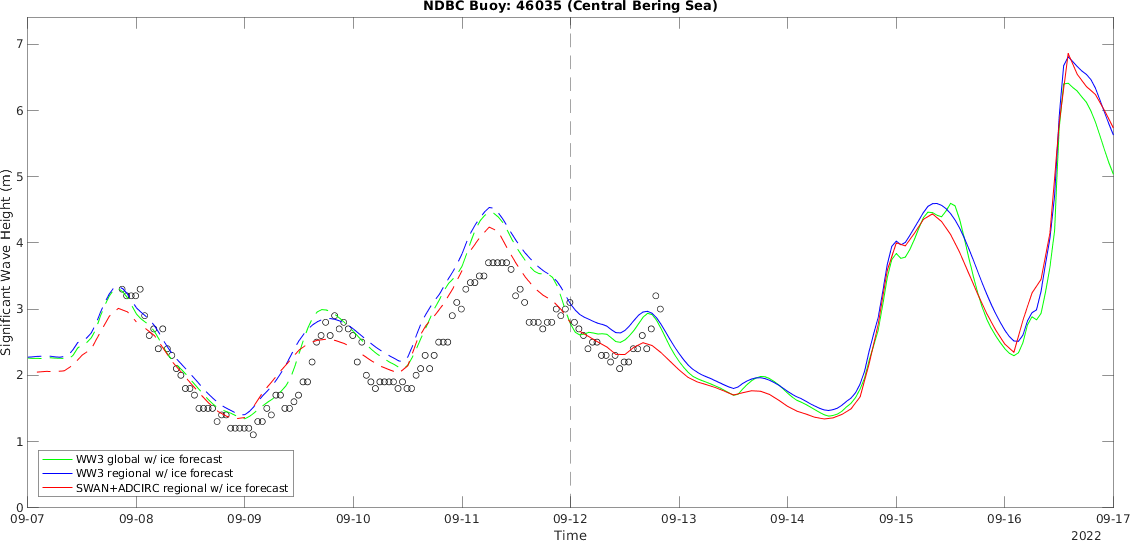 NDBC Buoy: 46035 (Central Bering Sea)
7
6
5
4
3
2
1
0
Significant Wave Height (m)
WW3 global w/ ice forecast
WW3 regional w/ ice forecast
SWAN+ADCIRC regional w/ ice forecast
09-07 09-08 09-09 09-10 09-11 09-12 09-13 09-14 09-15 09-16 09-17
Time
2022